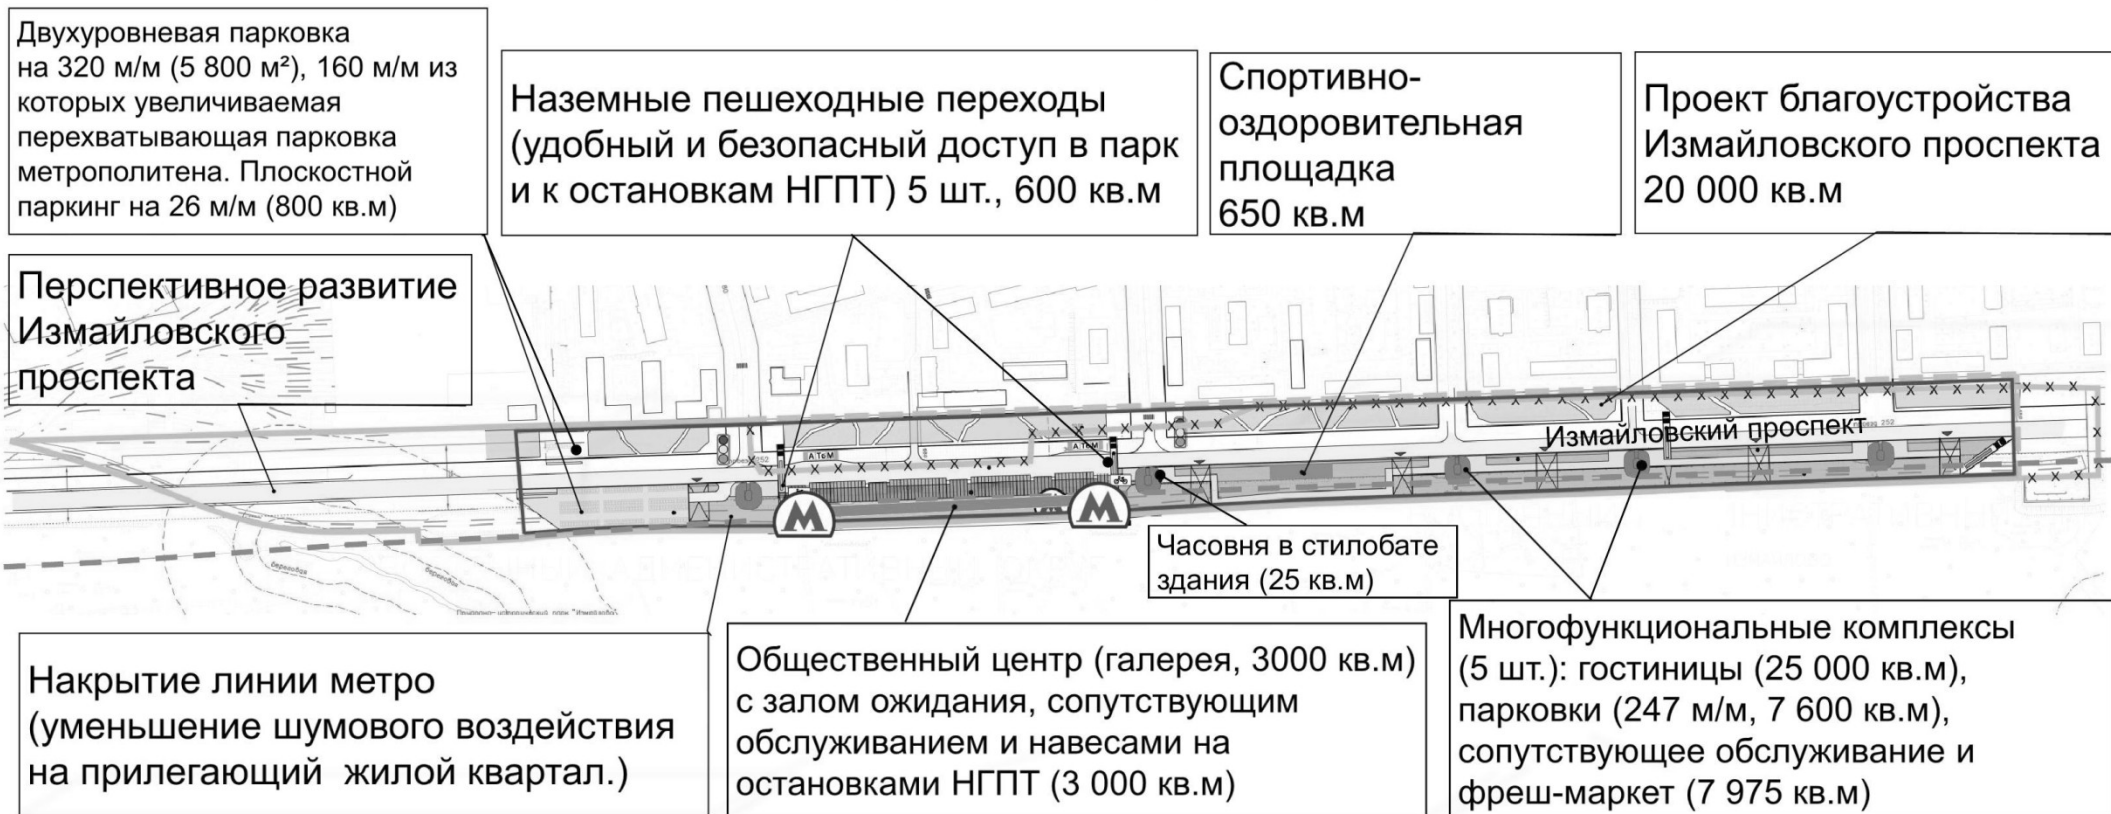 Двухуровневая парковка
на 320 м/м (5 800 м²), 160 м/м из
которых увеличиваемая
перехватывающая парковка
метрополитена. Плоскостной
паркинг на 26 м/м (800 кв.м)
Наземные пешеходные переходы
(удобный и безопасный доступ в парк
и к остановкам НГПТ) 5 шт., 600 кв.м
Спортивно-
оздоровительная
площадка
650 кв.м
Проект благоустройства
Измайловского проспекта
20 000 кв.м
Перспективное развитие
Измайловского
проспекта
Измайловский проспект
252
252
М
М
Часовня в стилобате
здания (25 кв.м)
Накрытие линии метро
(уменьшение шумового воздействия
на прилегающий жилой квартал.)
Общественный центр (галерея, 3000 кв.м)
с залом ожидания, сопутствующим
обслуживанием и навесами на
остановками НГПТ (3 000 кв.м)
Многофункциональные комплексы
(5 шт.): гостиницы (25 000 кв.м),
парковки (247 м/м, 7 600 кв.м),
сопутствующее обслуживание и
фреш-маркет (7 975 кв.м)